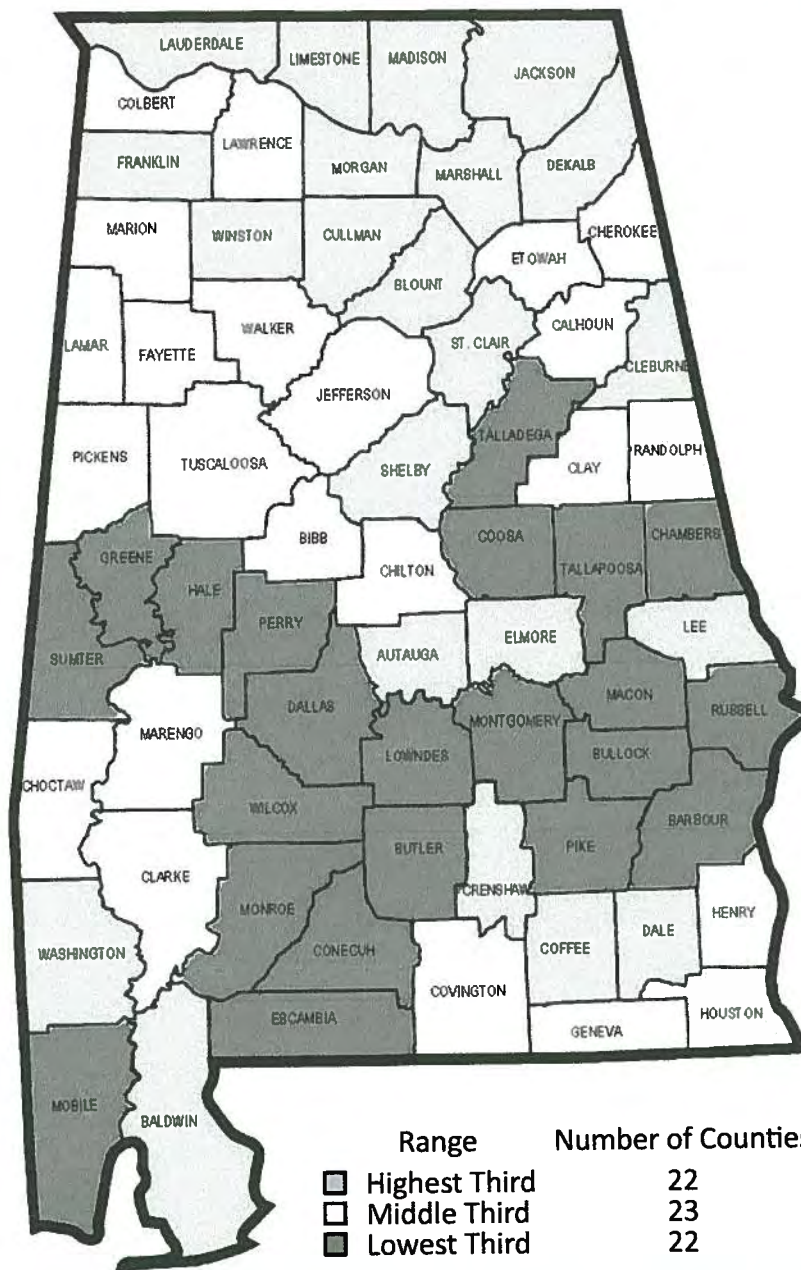 LAUDERDALE
LIMESTONE
MADISON
JACKSON
COLBERT
LAWRENCE
FRANKLIN
MORGAN
MARSHALL
DEKALB
MARION
WINSTON
CULLMAN
CHEROKEE
ETOWAH
BLOUNT
WALKER
CALHOUN
ST. CLAIR
LAMAR
FAYETTE
CLEBURNE
JEFFERSON
TALLADEGA
PICKENS
TUSCALOOSA
SHELBY
CLAY
RANDOLPH
BIBB
COOSA
CHAMBERS
GREENE
CHILTON
TALLAPOOSA
HALE
PERRY
LEE
ELMORE
AUTAUGA
SUMTER
MACON
RUSSELL
DALLAS
MONTGOMERY
MARENGO
LOWNDES
BULLOCK
CHOCTAW
WILCOX
BARBOUR
BUTLER
PIKE
CLARKE
CRENSHAW
MONROE
HENRY
WASHINGTON
CONECUH
COFFEE
DALE
COVINGTON
ESCAMBIA
HOUSTON
GENEVA
MOBILE
BALDWIN
Range Number of Counties
Highest Third 22
Middle Third 23
Lowest Third 22